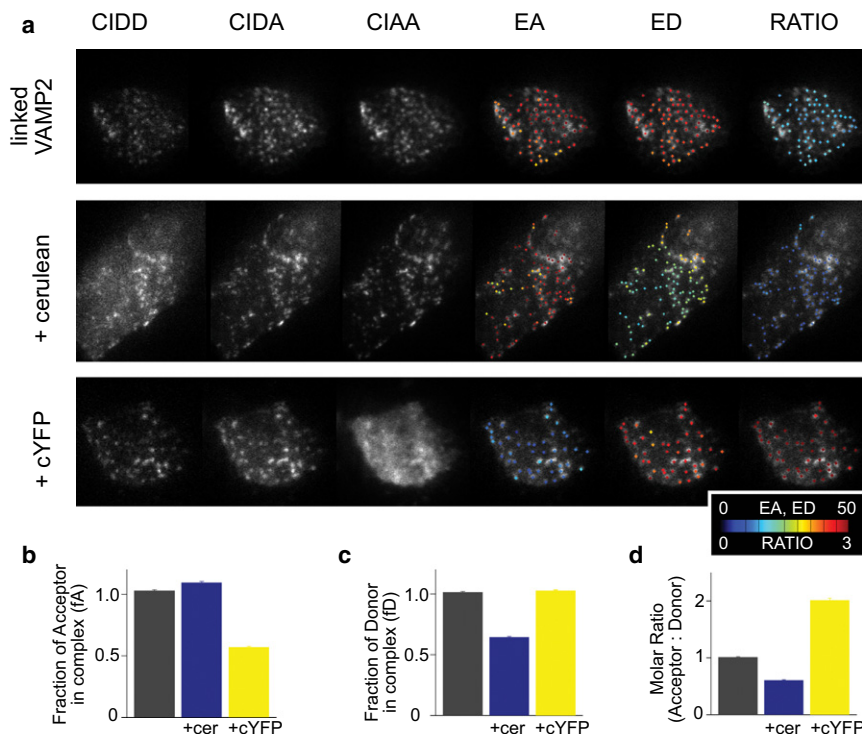 a
CIDD CIDA CIAA EA ED RATIO
linked
VAMP2
+ cerulean
+ cYFP
0 EA, ED 50
0 RATIO 3
b
Fraction of Acceptor
in complex (fA)
1.0
0.5
0
+cer +cYFP
c
Fraction of Donor
in complex (fD)
1.0
0.5
0
+cer +cYFP
d
Molar Ratio
(Acceptor : Donor)
2
1
0
+cer +cYFP